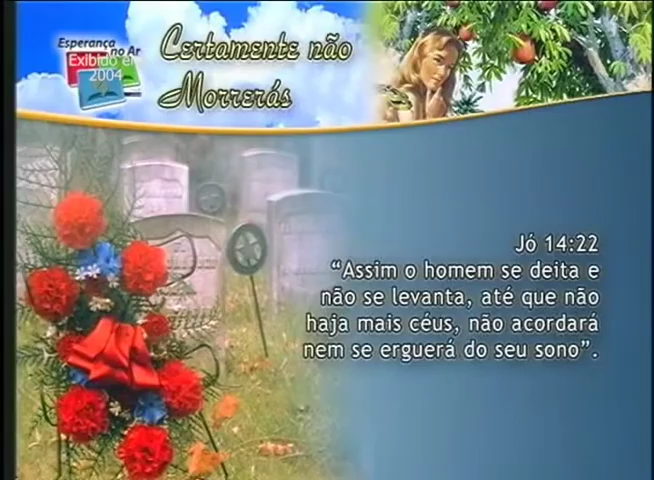 Esperança
no Ar
Exibido e
2004
Certamente não
Morrerás
Jó 14:22
“Assim o homem se deita e
não se levanta, até que não
haja mais céus, não acordará
nem se erguerá do seu sono”.